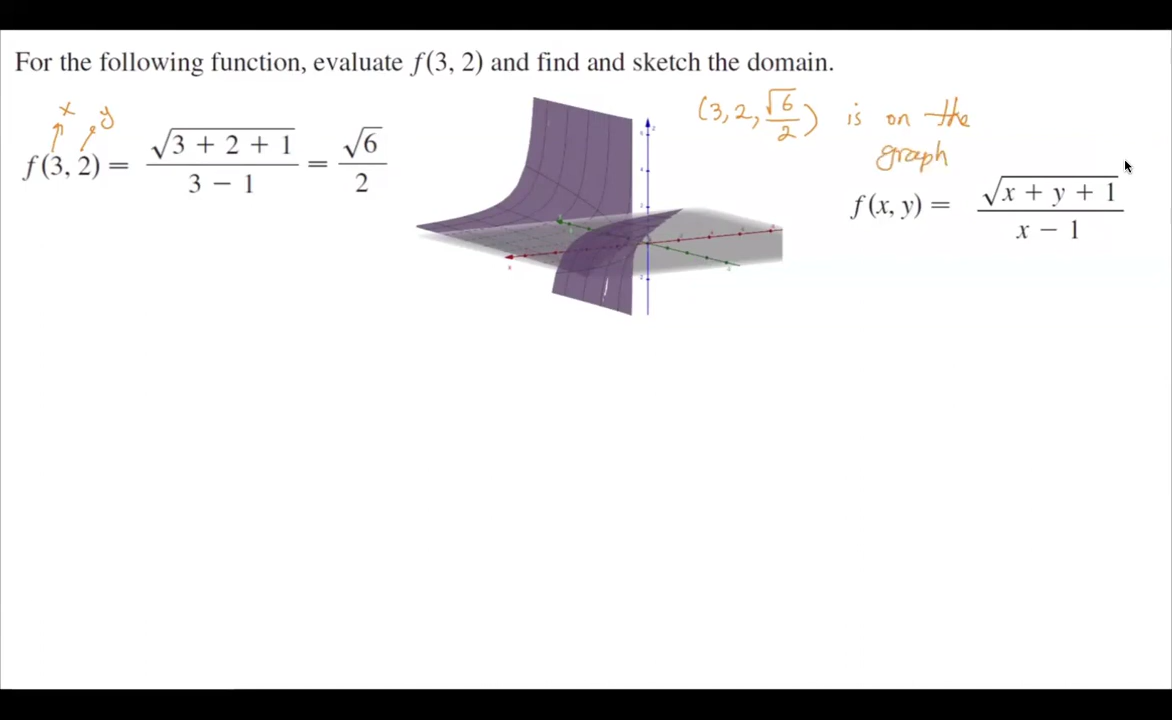 For the following function, evaluate f(3, 2) and find and sketch the domain.
x y
f(3, 2) = √(3 + 2 + 1) / (3 − 1) = √6 / 2
(3, 2, √6/2) is on the
graph
f(x, y) = √(x + y + 1) / (x − 1)